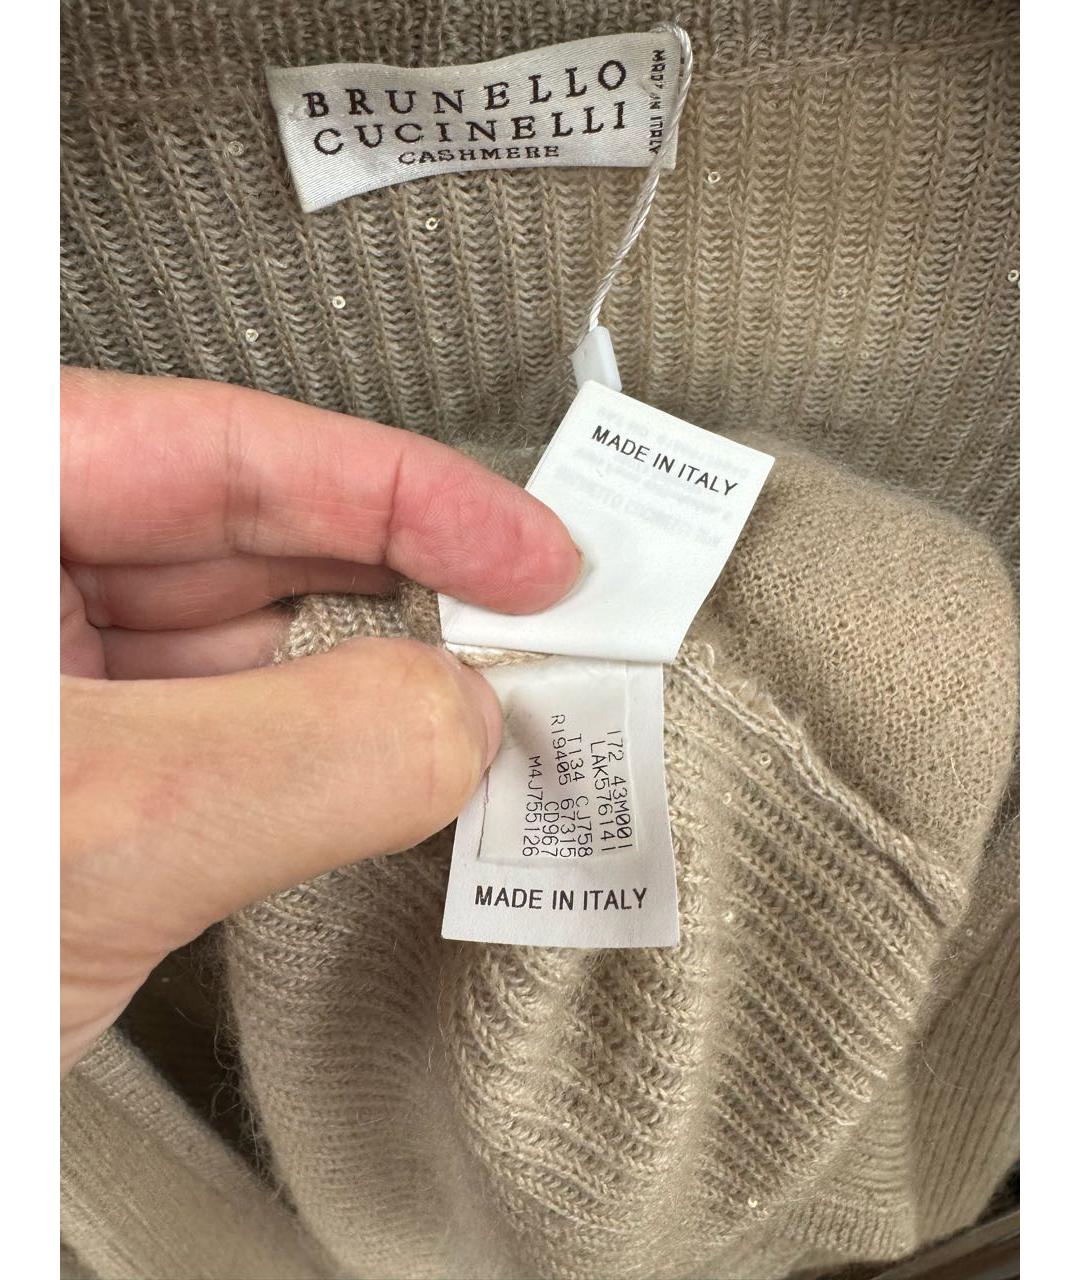 BRUNELLO
CUCINELLI
CASHMERE
MADE IN ITALY
MADE IN ITALY
172 43M001
LAK576141
T134 CJ758
R19405 67315
CD967
M4J755126
MADE IN ITALY